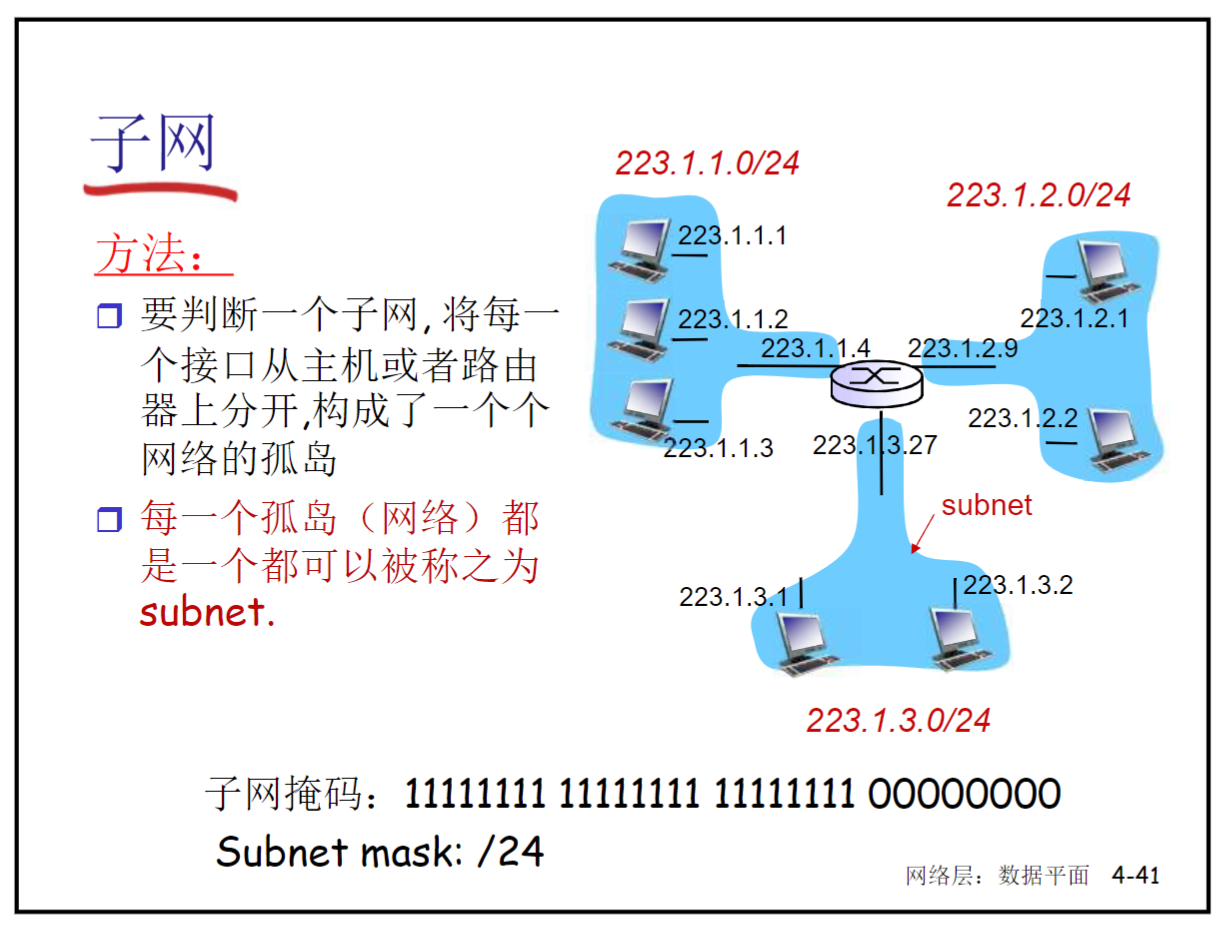 子网
方法：
要判断一个子网, 将每一
个接口从主机或者路由
器上分开,构成了一个个
网络的孤岛
每一个孤岛（网络）都
是一个都可以被称之为
subnet.
223.1.1.0/24
223.1.2.0/24
223.1.1.1
223.1.1.2
223.1.1.3
223.1.1.4
223.1.2.9
223.1.2.1
223.1.2.2
223.1.3.27
subnet
223.1.3.1
223.1.3.2
223.1.3.0/24
子网掩码：11111111 11111111 11111111 00000000
Subnet mask: /24
网络层：数据平面 4-41